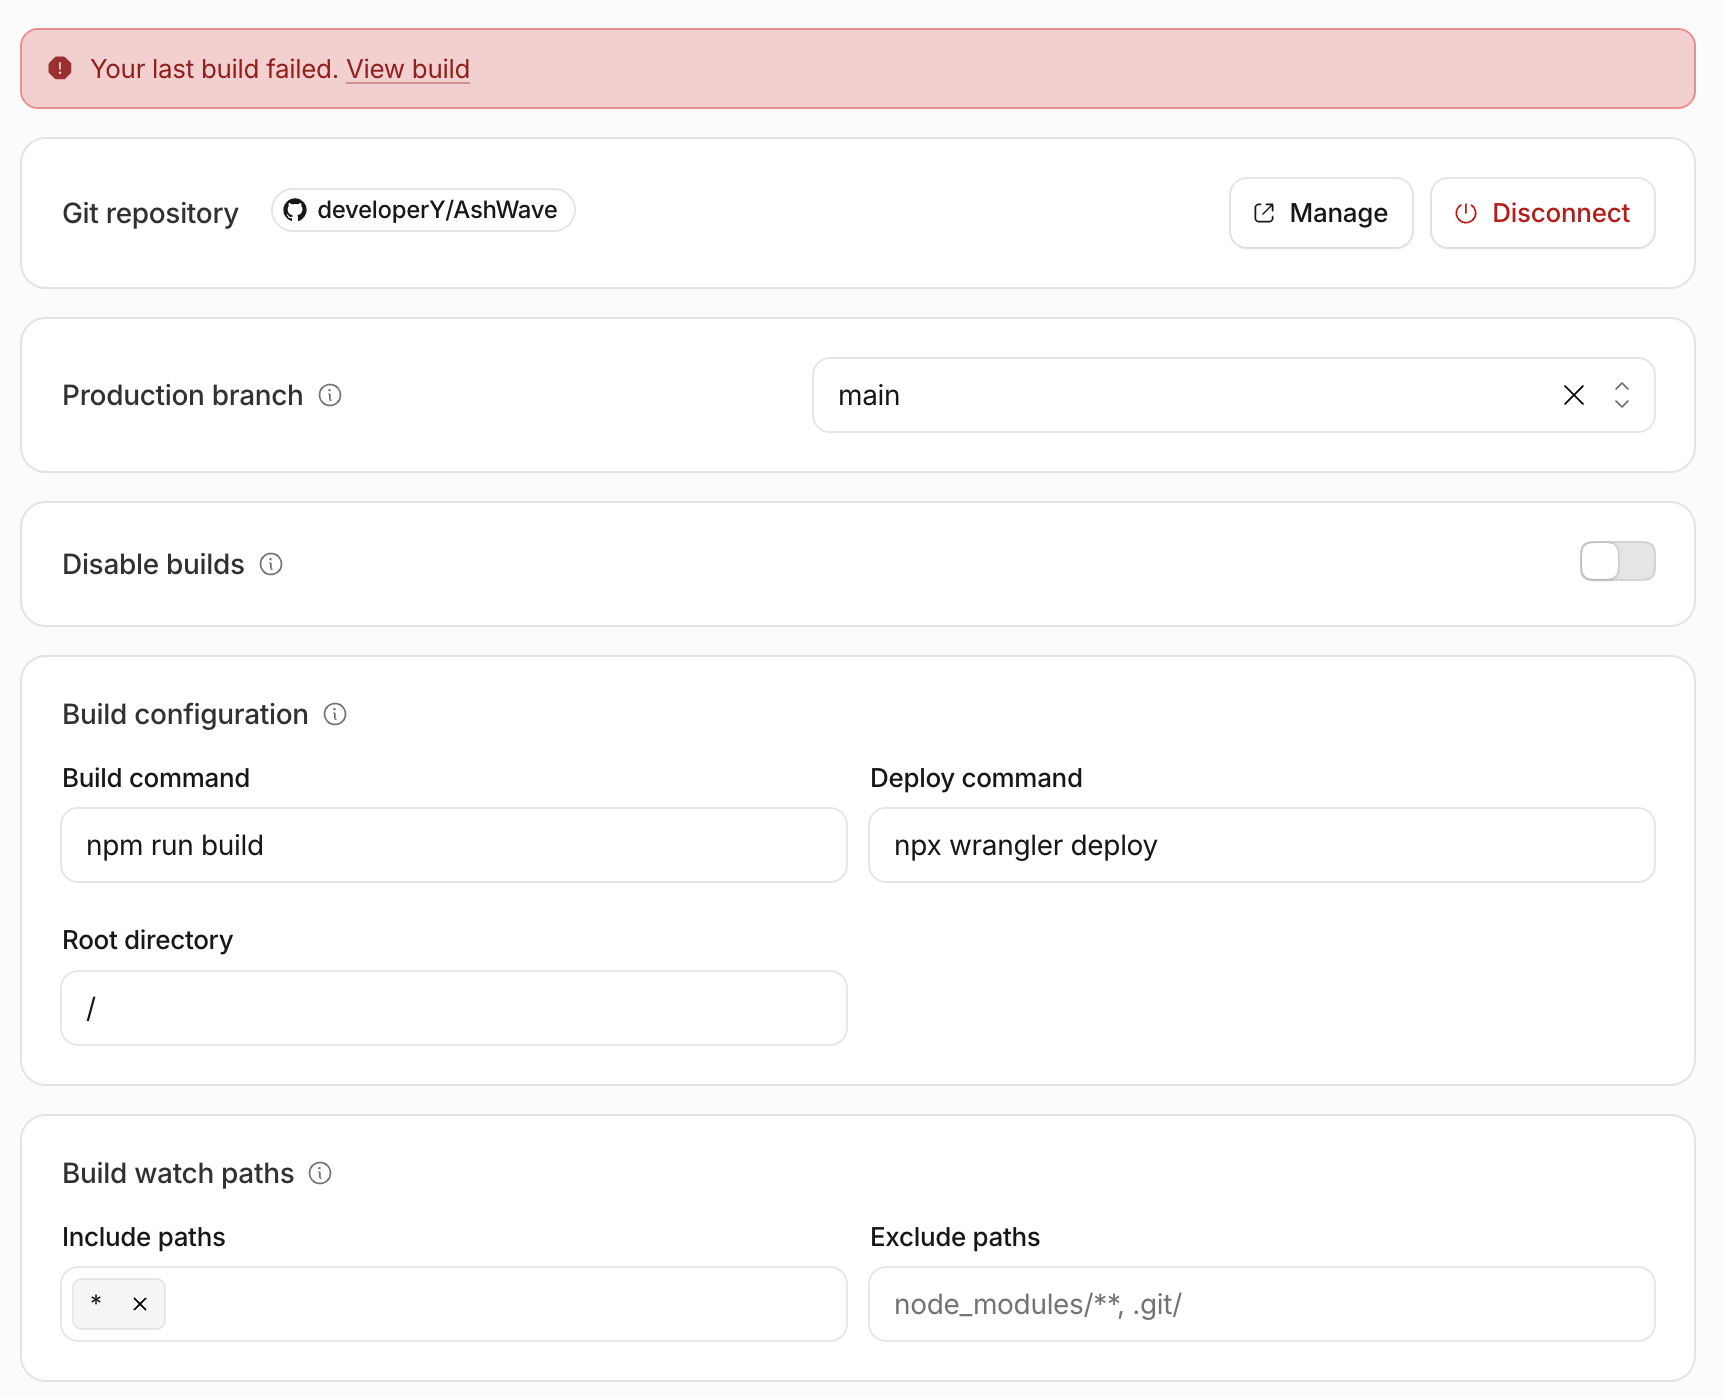 Your last build failed. View build
Git repository developerY/AshWave Manage Disconnect
Production branch main
Disable builds
Build configuration
Build command Deploy command
npm run build npx wrangler deploy
Root directory
/
Build watch paths
Include paths Exclude paths
* node_modules/**, .git/